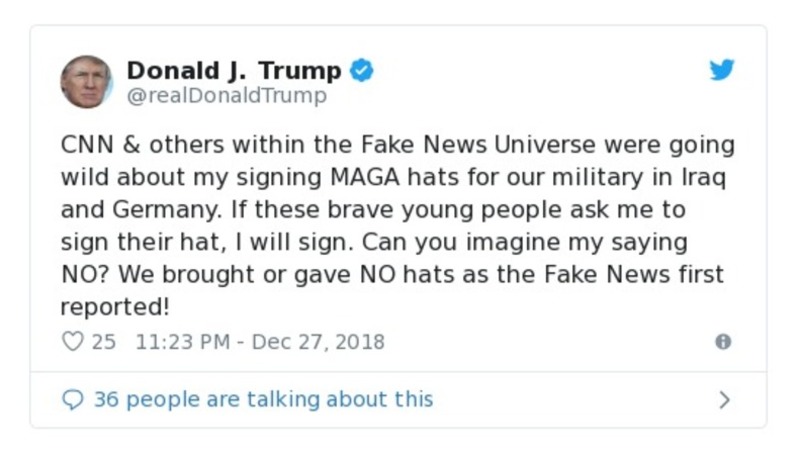 Donald J. Trump
@realDonaldTrump
CNN & others within the Fake News Universe were going
wild about my signing MAGA hats for our military in Iraq
and Germany. If these brave young people ask me to
sign their hat, I will sign. Can you imagine my saying
NO? We brought or gave NO hats as the Fake News first
reported!
25 11:23 PM - Dec 27, 2018
36 people are talking about this